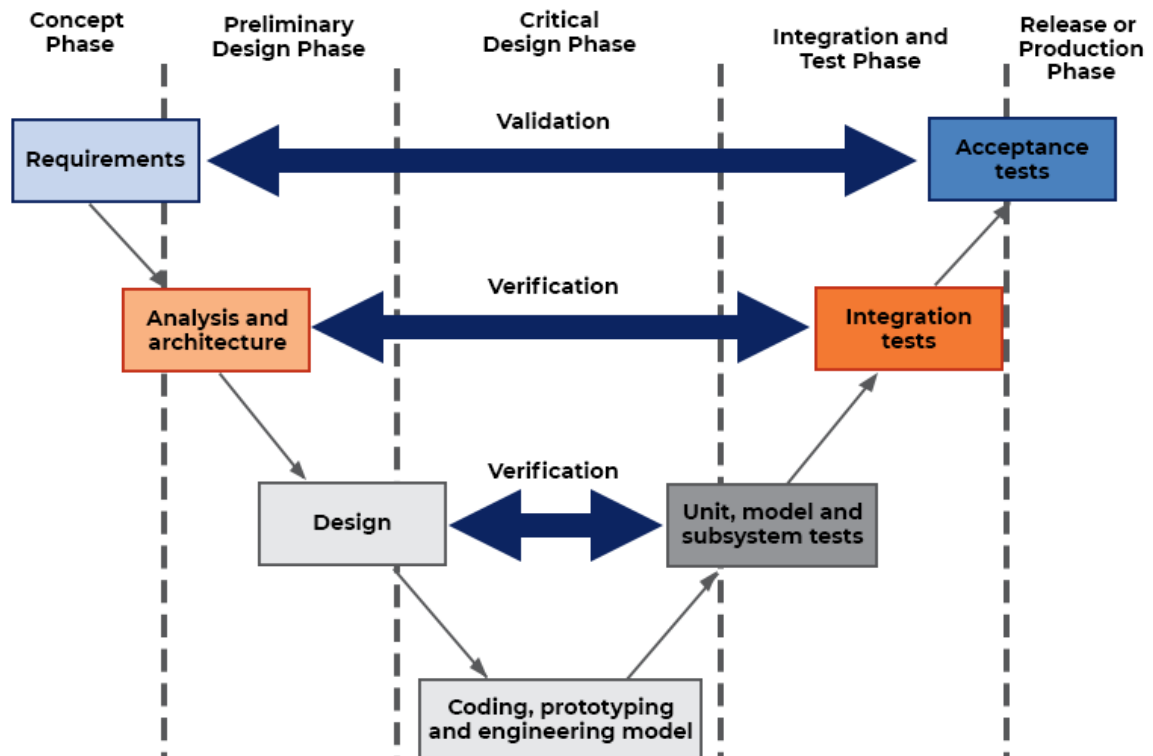 Concept
Phase
Preliminary
Design Phase
Critical
Design Phase
Integration and
Test Phase
Release or
Production
Phase
Validation
Requirements
Acceptance
tests
Verification
Analysis and
architecture
Integration
tests
Verification
Design
Unit, model and
subsystem tests
Coding, prototyping
and engineering model